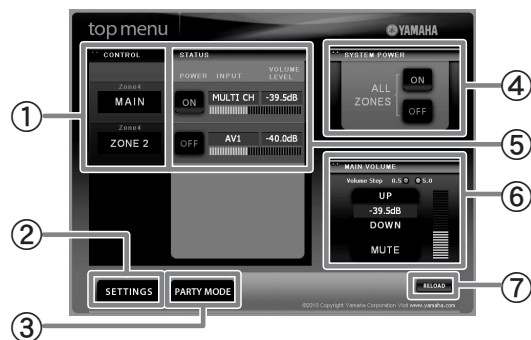 top menu
YAMAHA
CONTROL
Zone4
MAIN
Zone4
ZONE 2
STATUS
POWER INPUT VOLUME LEVEL
ON MULTI CH -39.5dB
OFF AV1 -40.0dB
SYSTEM POWER
ALL ZONES
ON
OFF
MAIN VOLUME
Volume Step 0.5 5.0
UP
-39.5dB
DOWN
MUTE
SETTINGS
PARTY MODE
RELOAD
©2010 Copyright Yamaha Corporation Visit www.yamaha.com
①
②
③
④
⑤
⑥
⑦